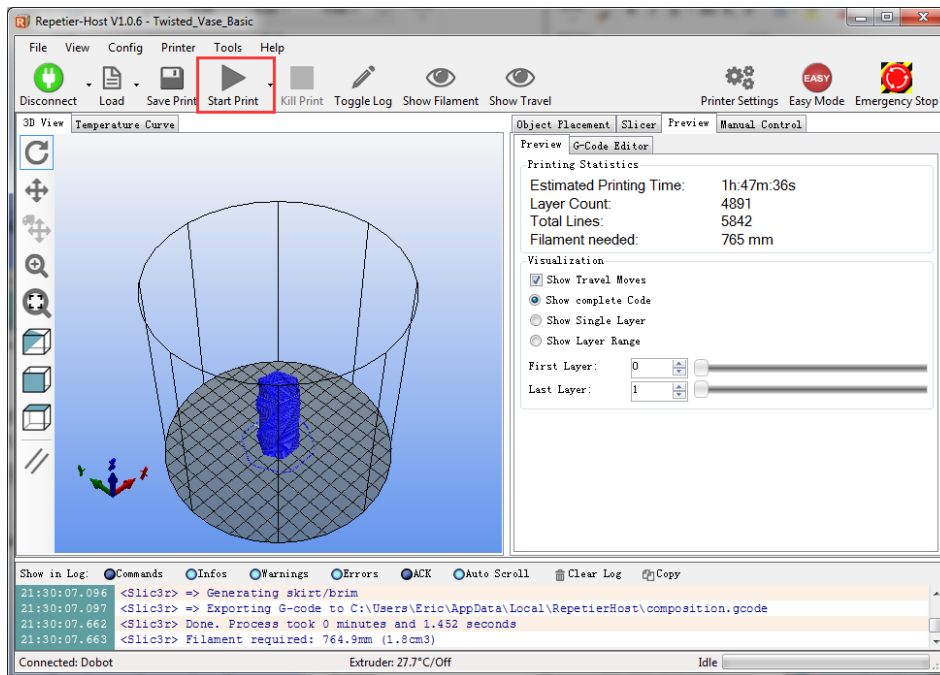 Repetier-Host V1.0.6 - Twisted_Vase_Basic
File View Config Printer Tools Help
Disconnect Load Save Print Start Print Kill Print Toggle Log Show Filament Show Travel Printer Settings Easy Mode Emergency Stop
EASY
3D View Temperature Curve
Object Placement Slicer Preview Manual Control
Preview G-Code Editor
Printing Statistics
Estimated Printing Time: 1h:47m:36s
Layer Count: 4891
Total Lines: 5842
Filament needed: 765 mm
Visualization
Show Travel Moves
Show complete Code
Show Single Layer
Show Layer Range
First Layer: 0
Last Layer: 1
Y Z X
Show in Log: Commands Infos Warnings Errors ACK Auto Scroll Clear Log Copy
21:30:07.096 <Slic3r> => Generating skirt/brim
21:30:07.097 <Slic3r> => Exporting G-code to C:\Users\Eric\AppData\Local\RepetierHost\composition.gcode
21:30:07.662 <Slic3r> Done. Process took 0 minutes and 1.452 seconds
21:30:07.663 <Slic3r> Filament required: 764.9mm (1.8cm3)
Connected: Dobot Extruder: 27.7°C/Off Idle